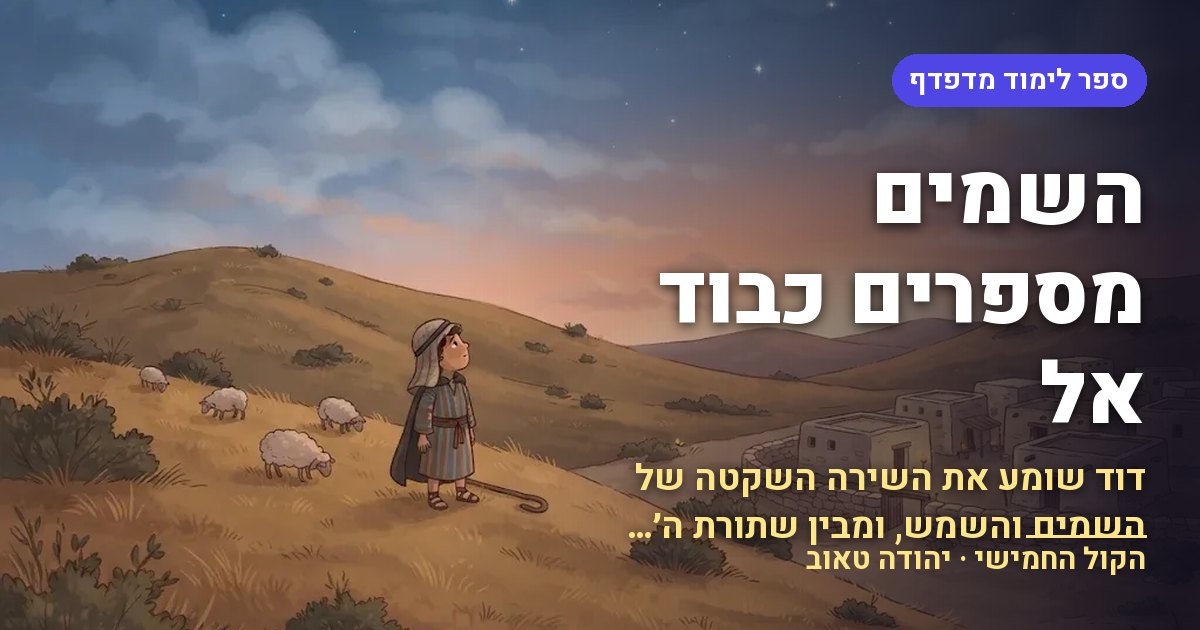 ספר לימוד מדפדף
השמים
מספרים כבוד
אל
דוד שומע את השירה השקטה של
השמים והשמש, ומבין שתורת ה׳...
הקול החמישי · יהודה טאוב